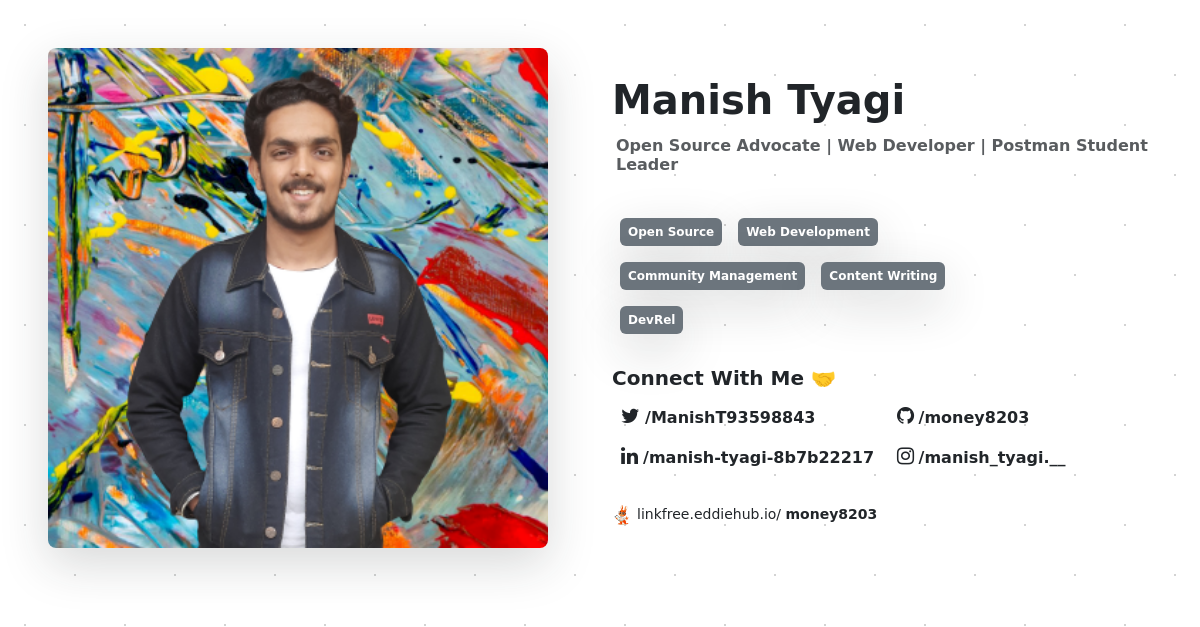 Manish Tyagi
Open Source Advocate | Web Developer | Postman Student
Leader
Open Source
Web Development
Community Management
Content Writing
DevRel
Connect With Me 🤝
/ManishT93598843
/money8203
/manish-tyagi-8b7b22217
/manish_tyagi.__
linkfree.eddiehub.io/ money8203